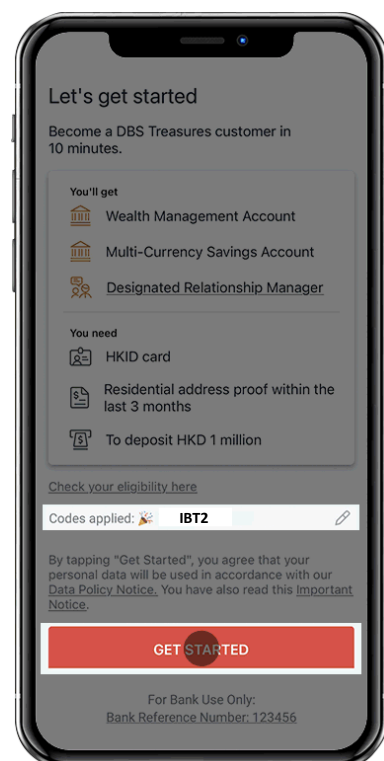 Let's get started
Become a DBS Treasures customer in
10 minutes.
You'll get
Wealth Management Account
Multi-Currency Savings Account
Designated Relationship Manager
You need
HKID card
Residential address proof within the
last 3 months
To deposit HKD 1 million
Check your eligibility here
Codes applied: 🎉 IBT2
By tapping "Get Started", you agree that your
personal data will be used in accordance with our
Data Policy Notice. You have also read this Important
Notice.
GET STARTED
For Bank Use Only:
Bank Reference Number: 123456